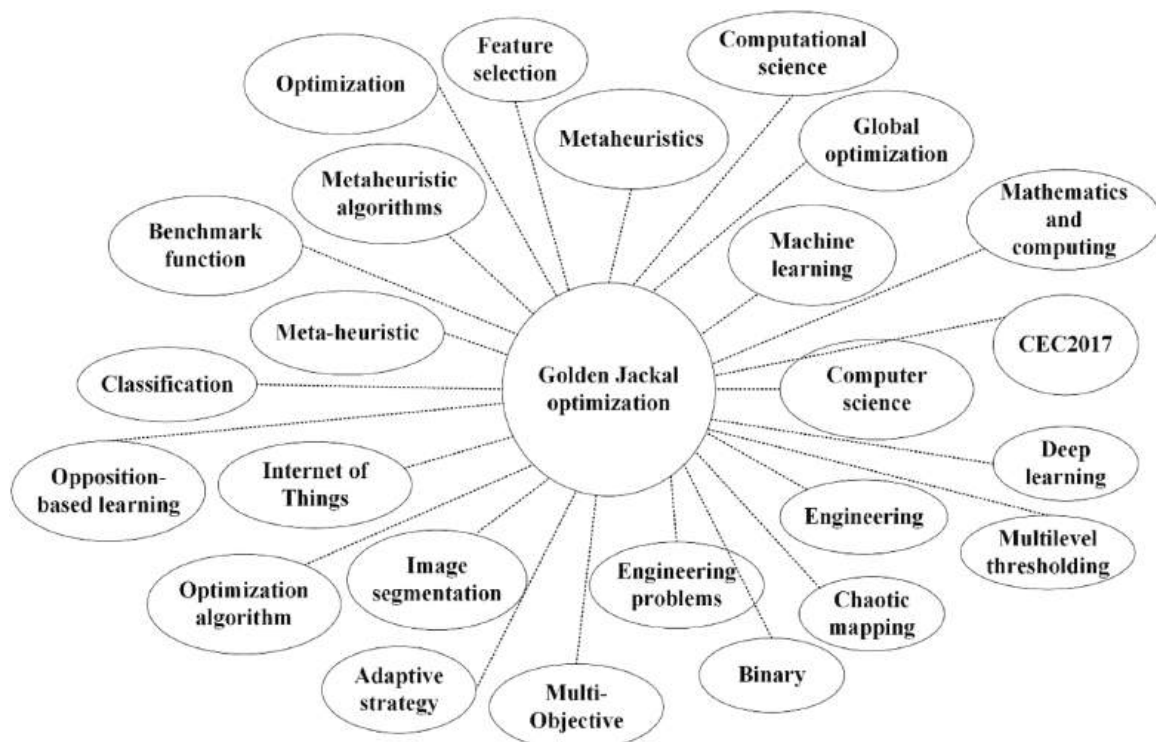 Feature
selection
Computational
science
Optimization
Metaheuristics
Global
optimization
Metaheuristic
algorithms
Mathematics
and
computing
Benchmark
function
Machine
learning
Meta-heuristic
CEC2017
Classification
Golden Jackal
optimization
Computer
science
Opposition-
based learning
Internet of
Things
Deep
learning
Engineering
Multilevel
thresholding
Optimization
algorithm
Image
segmentation
Engineering
problems
Chaotic
mapping
Adaptive
strategy
Multi-
Objective
Binary